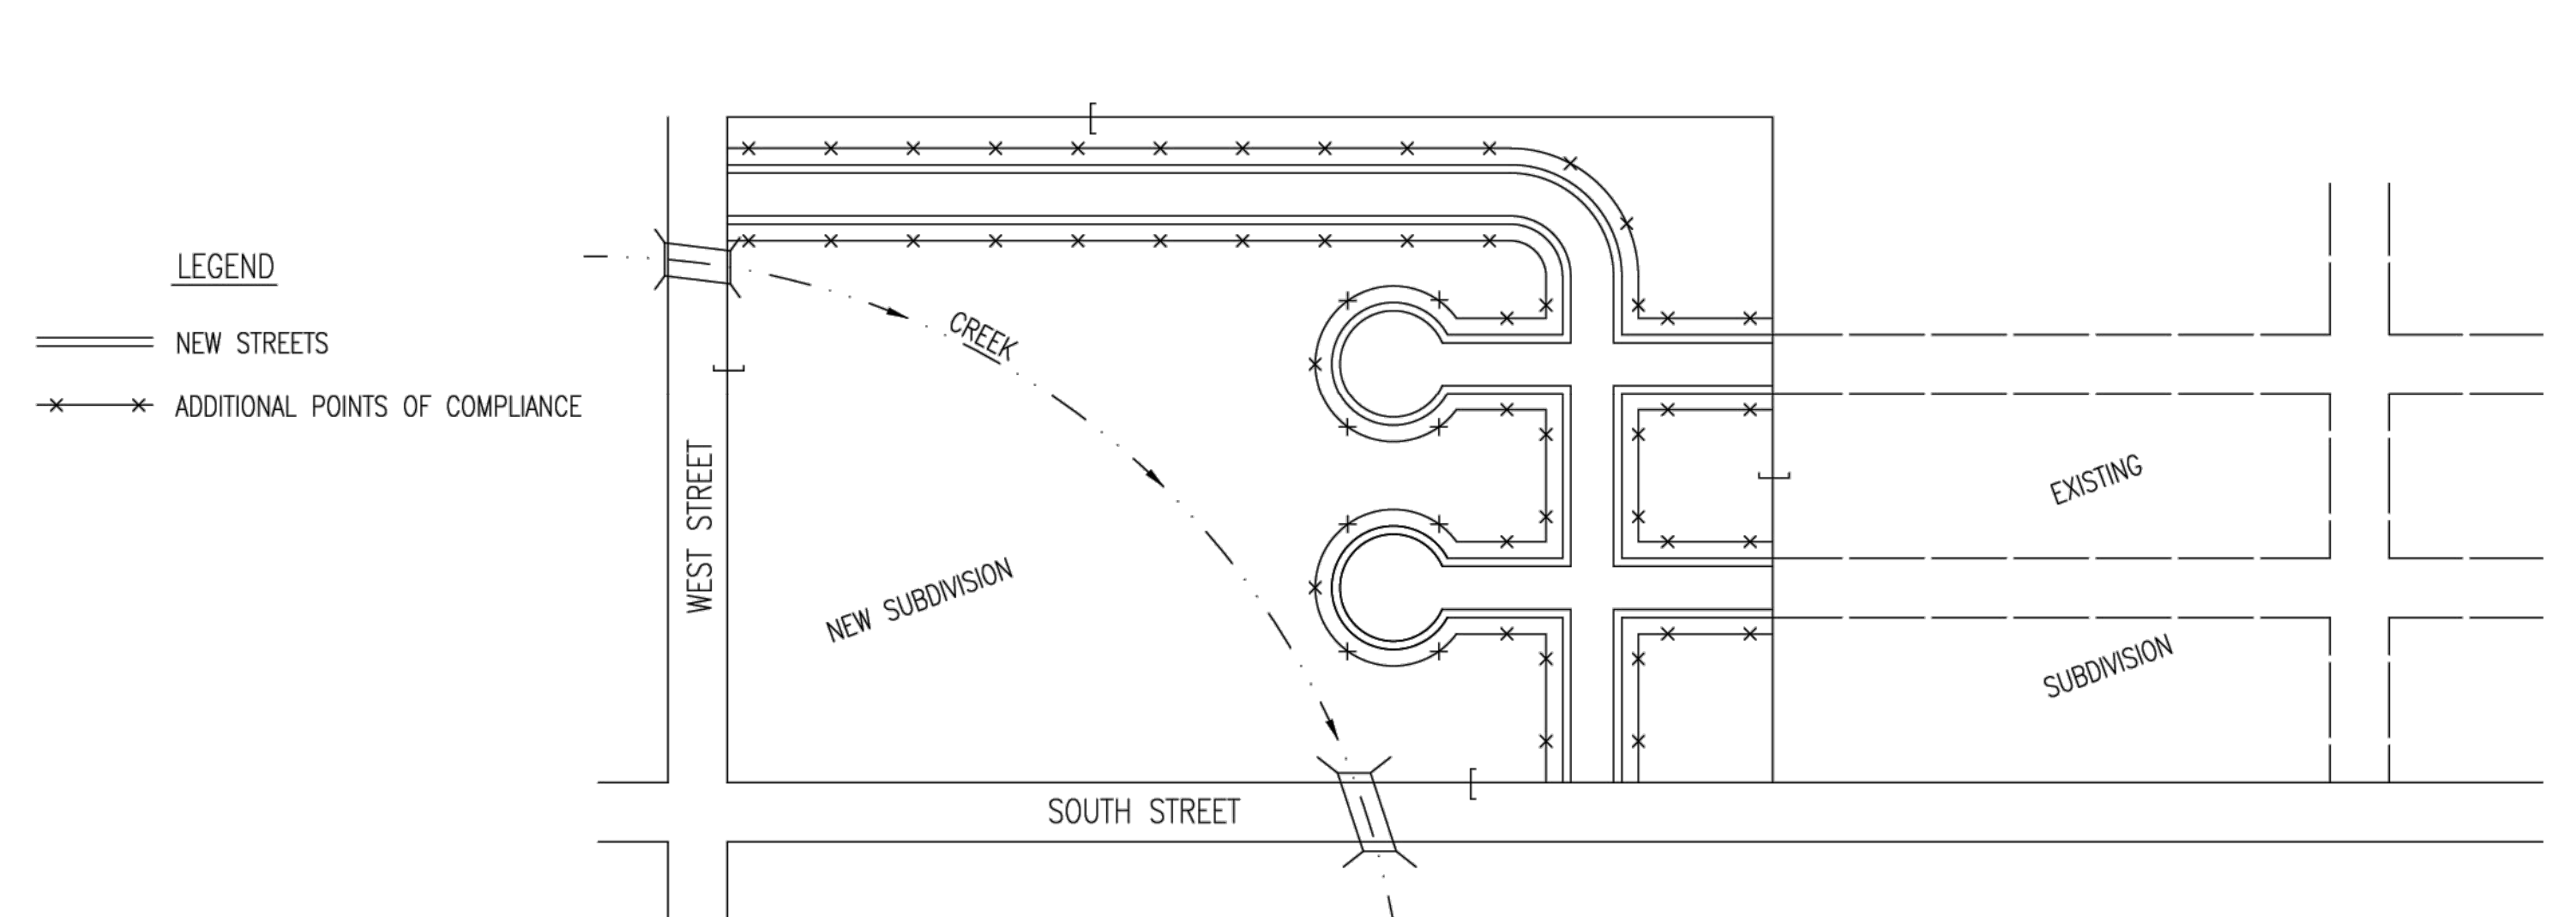 LEGEND
NEW STREETS
ADDITIONAL POINTS OF COMPLIANCE
CREEK
WEST STREET
NEW SUBDIVISION
SOUTH STREET
EXISTING
SUBDIVISION